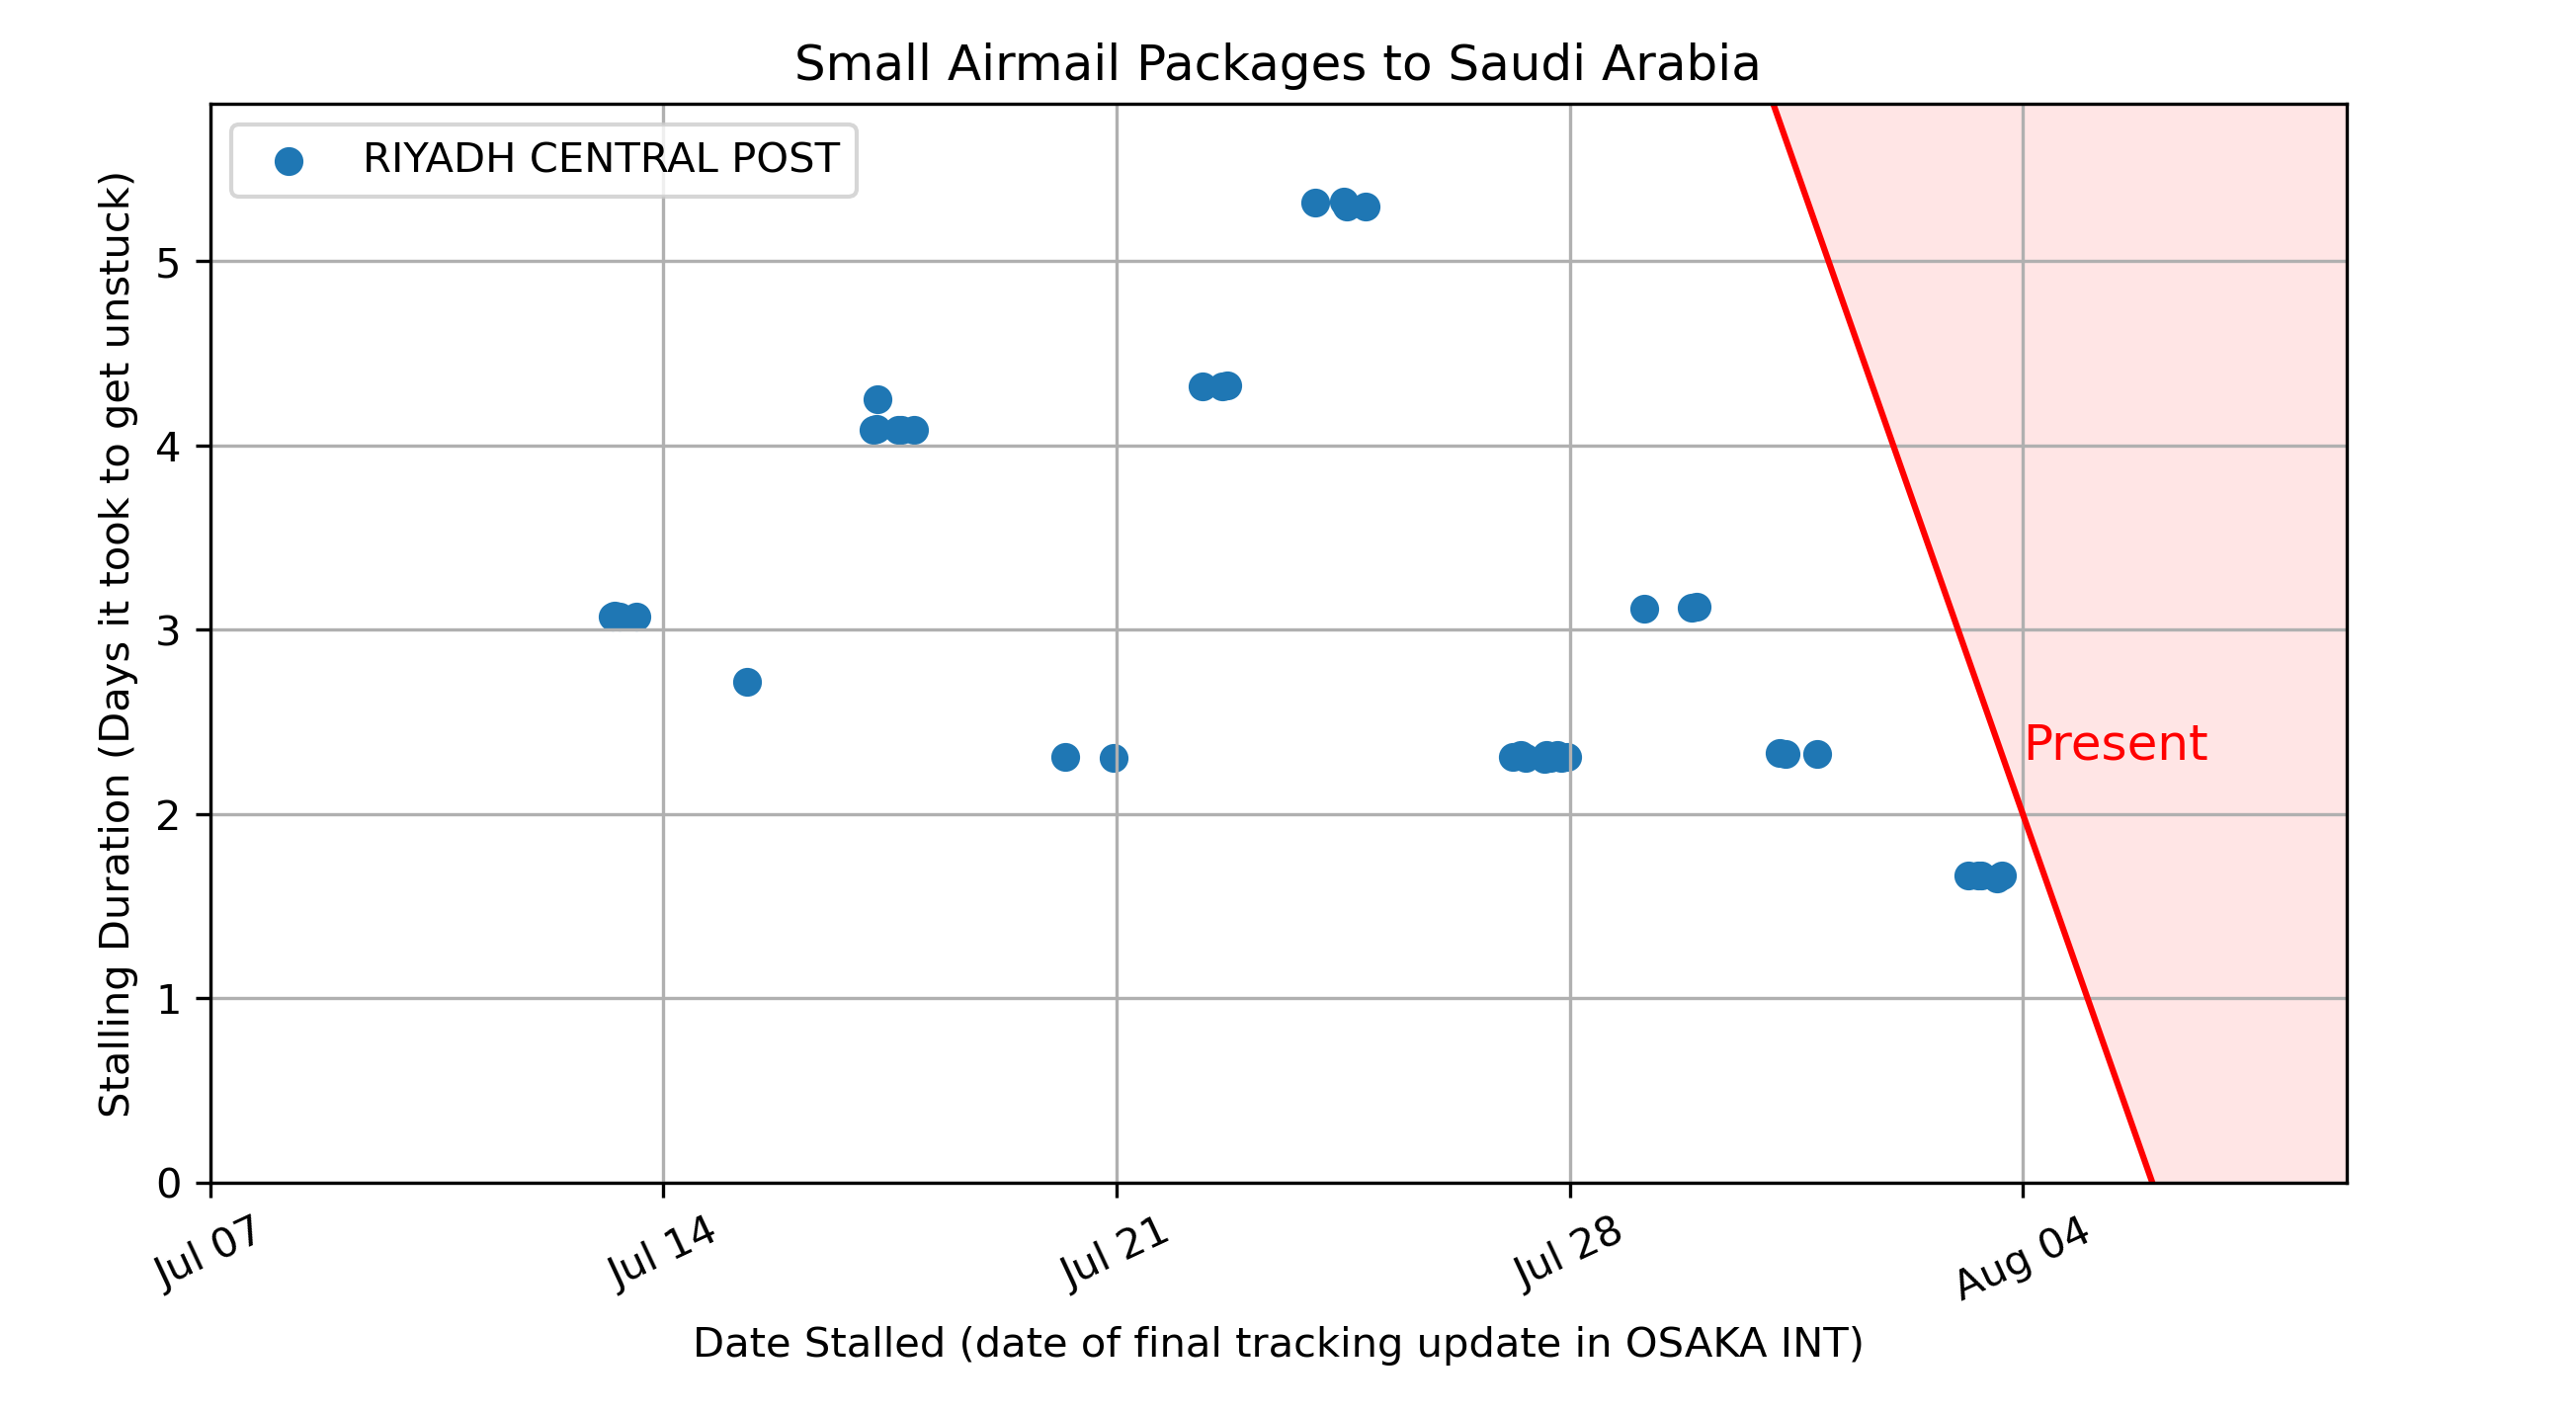 Small Airmail Packages to Saudi Arabia
RIYADH CENTRAL POST
Stalling Duration (Days it took to get unstuck)
5
4
3
2
1
0
Present
Jul 07
Jul 14
Jul 21
Jul 28
Aug 04
Date Stalled (date of final tracking update in OSAKA INT)